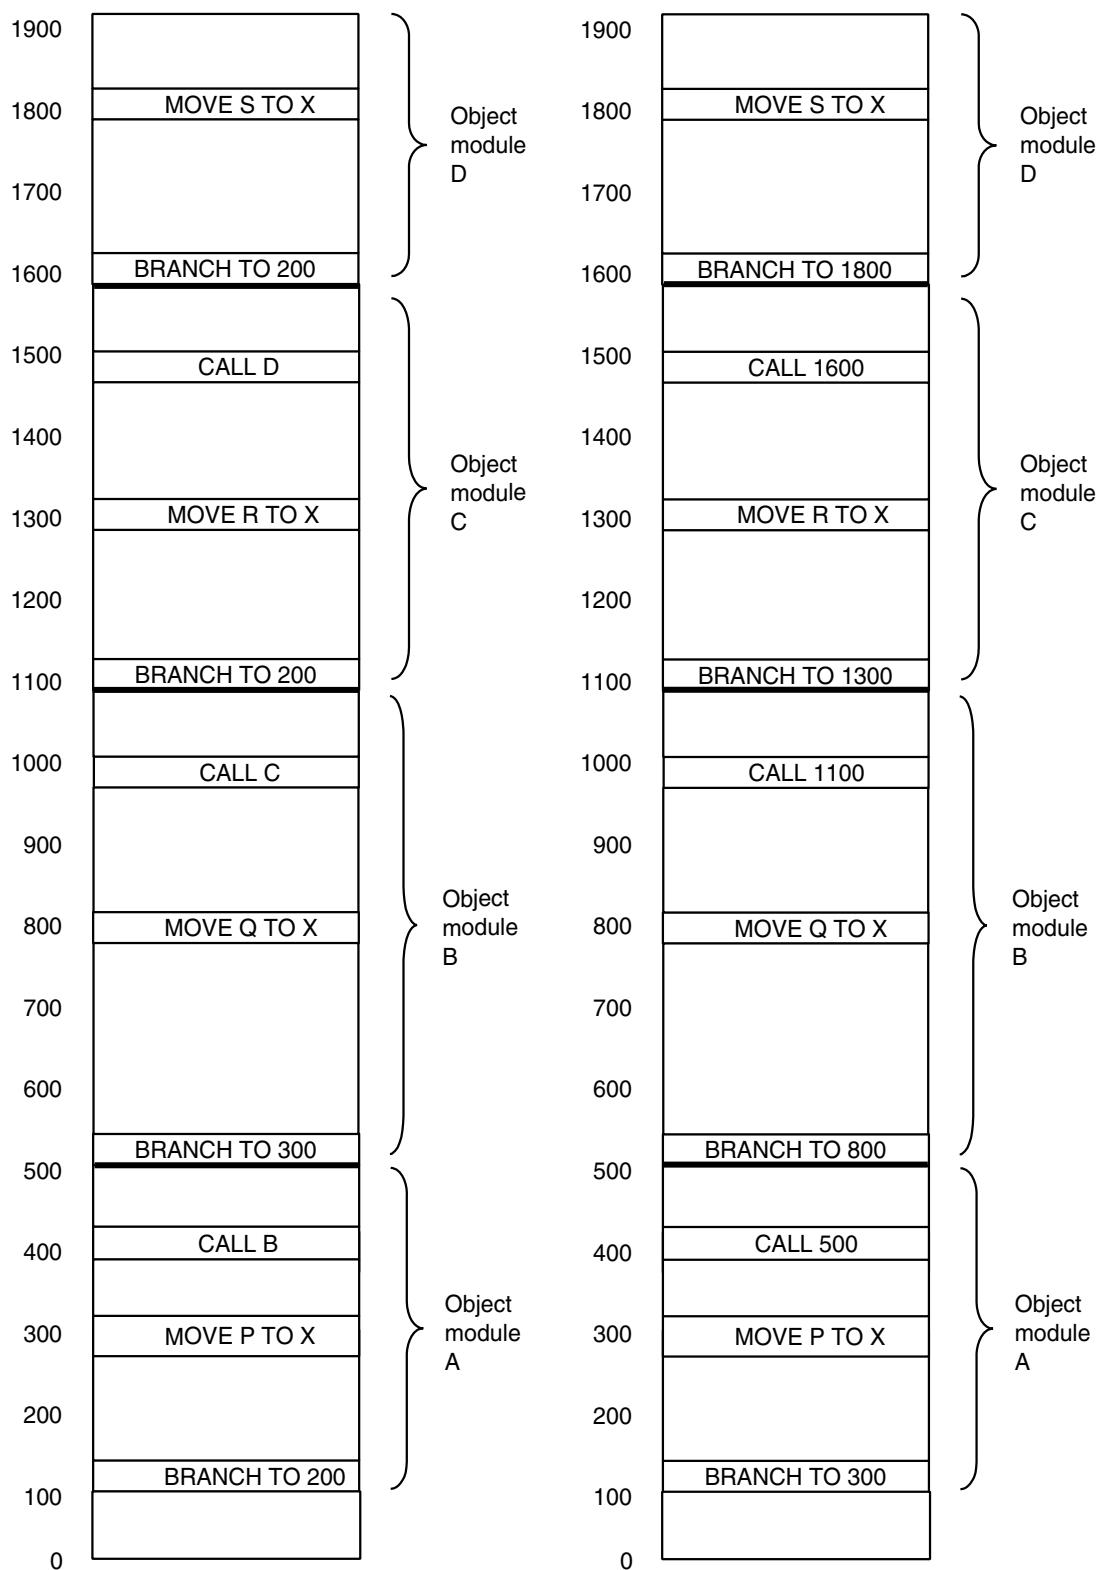 1900
MOVE S TO X
1800
Object
module
D
1700
BRANCH TO 200
1600
1500
CALL D
1400
Object
module
C
MOVE R TO X
1300
1200
BRANCH TO 200
1100
1000
CALL C
900
Object
module
B
MOVE Q TO X
800
700
600
BRANCH TO 300
500
CALL B
400
Object
module
A
MOVE P TO X
300
200
BRANCH TO 200
100
0
1900
MOVE S TO X
1800
Object
module
D
1700
BRANCH TO 1800
1600
1500
CALL 1600
1400
Object
module
C
MOVE R TO X
1300
1200
BRANCH TO 1300
1100
1000
CALL 1100
900
Object
module
B
MOVE Q TO X
800
700
600
BRANCH TO 800
500
CALL 500
400
Object
module
A
MOVE P TO X
300
200
BRANCH TO 300
100
0